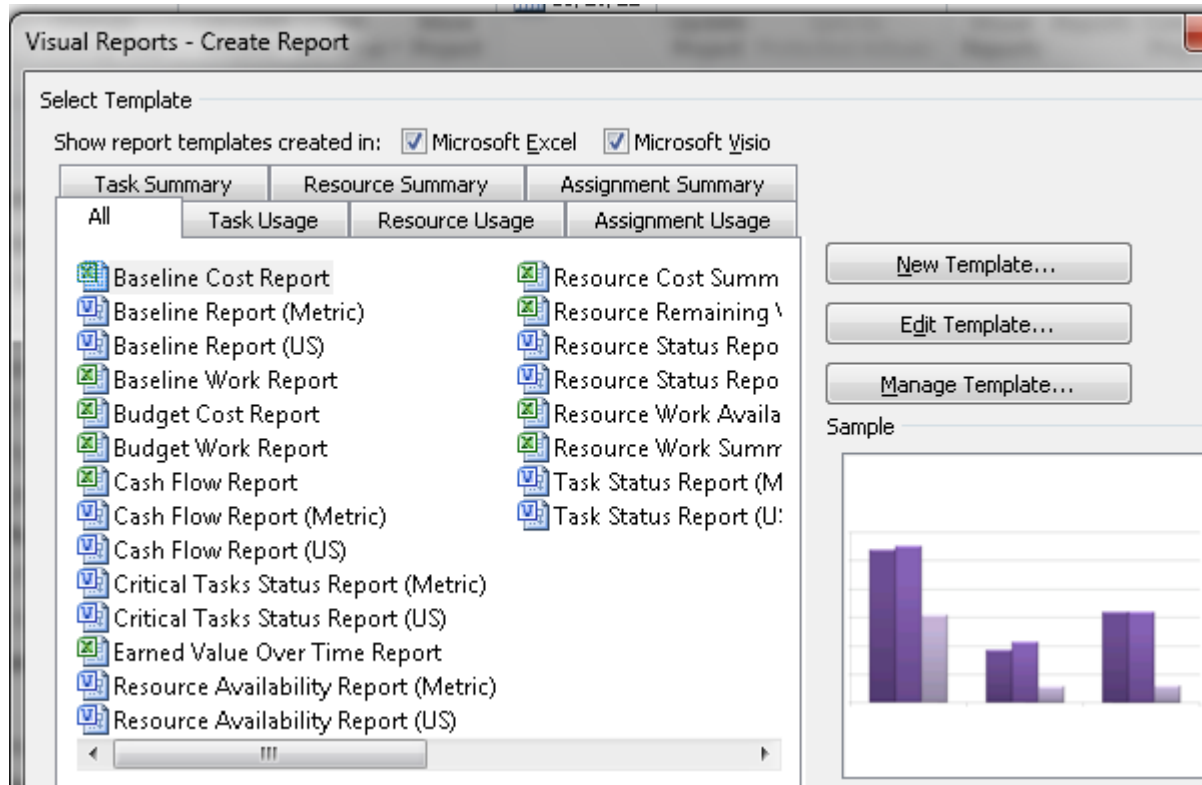 Visual Reports - Create Report
Select Template
Show report templates created in: Microsoft Excel Microsoft Visio
Task Summary Resource Summary Assignment Summary
All Task Usage Resource Usage Assignment Usage
Baseline Cost Report
Baseline Report (Metric)
Baseline Report (US)
Baseline Work Report
Budget Cost Report
Budget Work Report
Cash Flow Report
Cash Flow Report (Metric)
Cash Flow Report (US)
Critical Tasks Status Report (Metric)
Critical Tasks Status Report (US)
Earned Value Over Time Report
Resource Availability Report (Metric)
Resource Availability Report (US)
Resource Cost Summ
Resource Remaining
Resource Status Repo
Resource Status Repo
Resource Work Availa
Resource Work Summ
Task Status Report (M
Task Status Report (U
New Template...
Edit Template...
Manage Template...
Sample